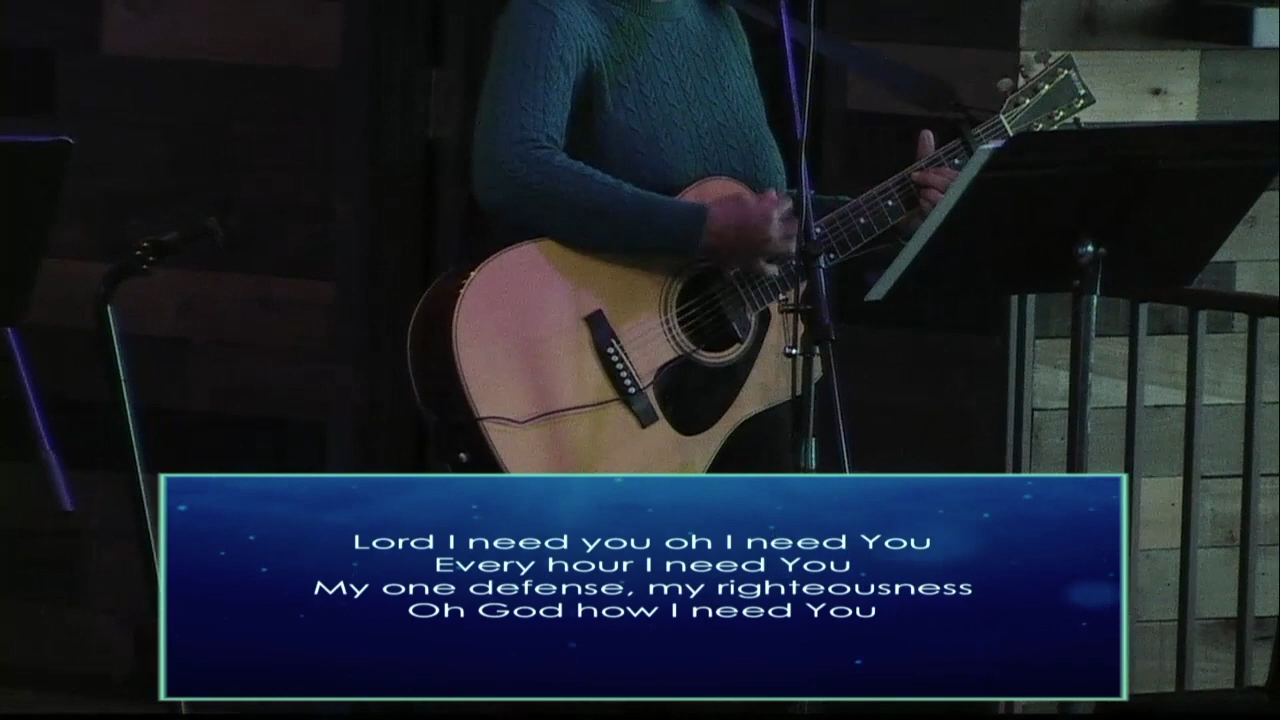 Lord I need you oh I need You
Every hour I need You
My one defense, my righteousness
Oh God how I need You